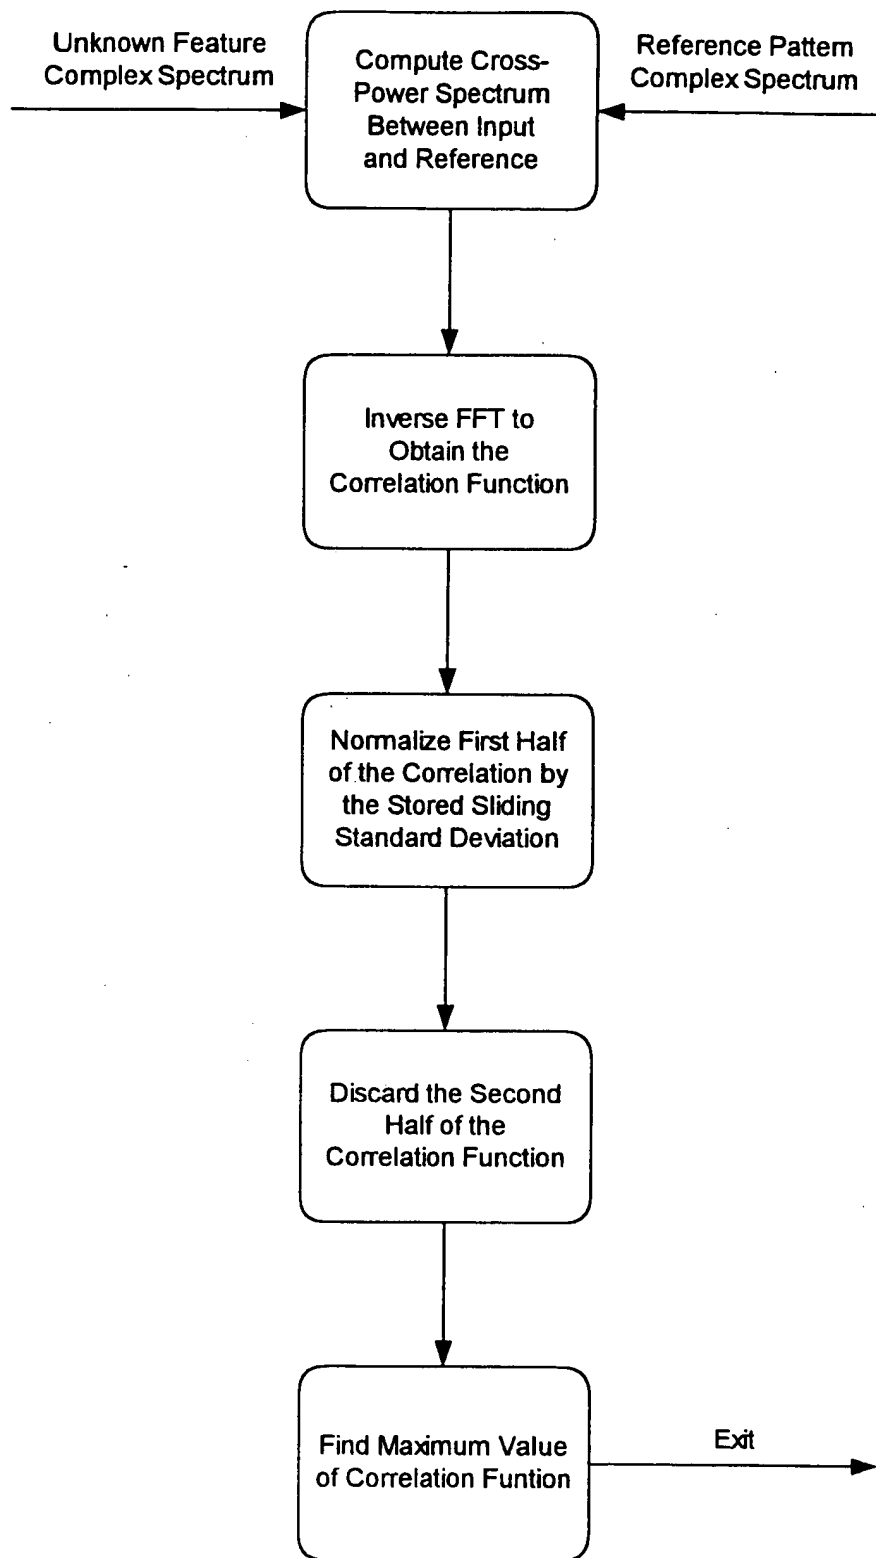 Unknown Feature
Complex Spectrum
Compute Cross-
Power Spectrum
Between Input
and Reference
Reference Pattern
Complex Spectrum
Inverse FFT to
Obtain the
Correlation Function
Normalize First Half
of the Correlation by
the Stored Sliding
Standard Deviation
Discard the Second
Half of the
Correlation Function
Find Maximum Value
of Correlation Funtion
Exit